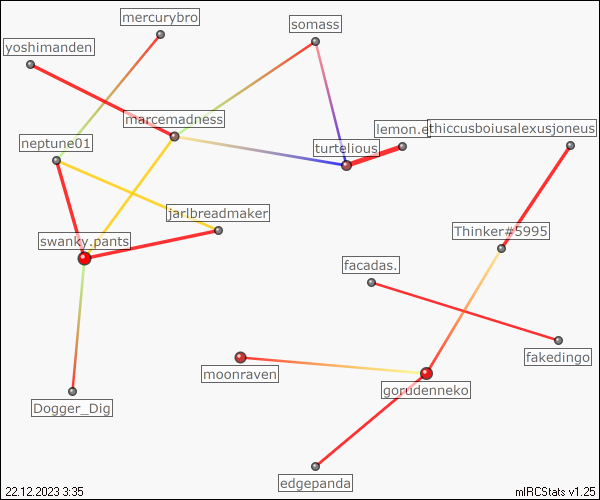 mercurybro
somass
yoshimanden
marcemadness
lemon.e
thiccusboiusalexusjoneus
neptune01
turtelious
jarlbreadmaker
swanky.pants
Thinker#5995
facadas.
fakedingo
moonraven
gorudenneko
Dogger_Dig
edgepanda
22.12.2023 3:35
mIRCStats v1.25